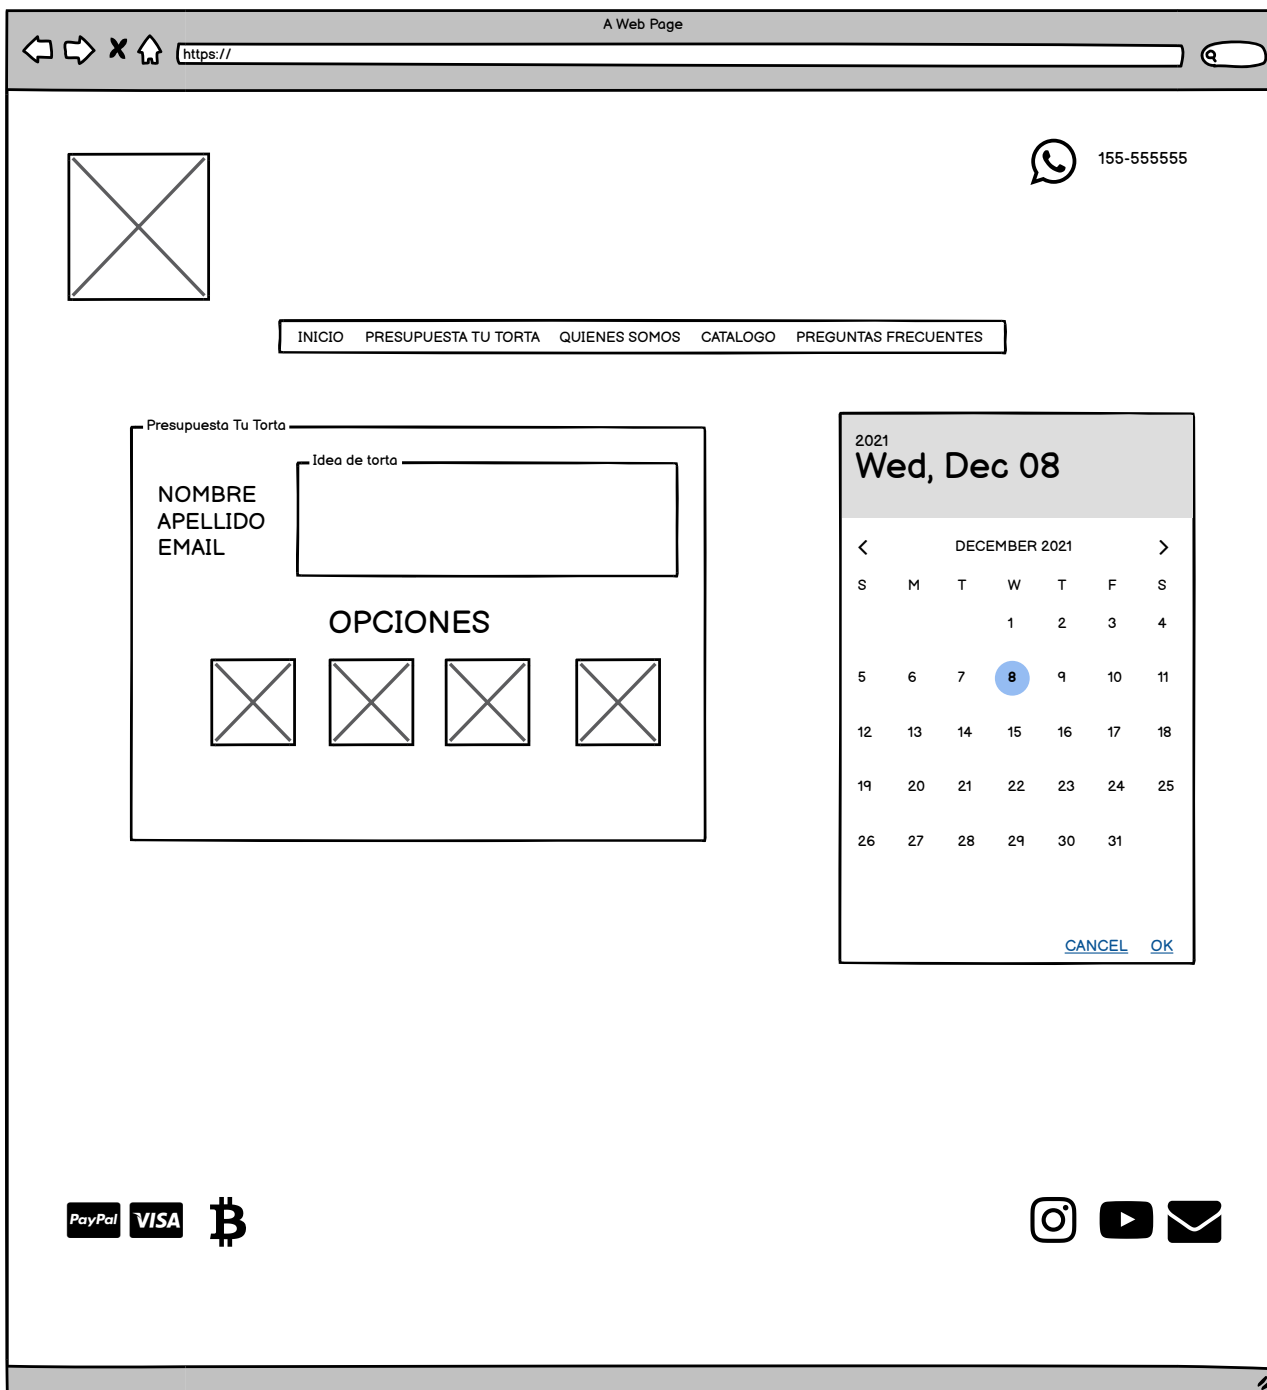 A Web Page
https://
155-555555
INICIO PRESUPUESTA TU TORTA QUIENES SOMOS CATALOGO PREGUNTAS FRECUENTES
Presupuesta Tu Torta
Idea de torta
NOMBRE
APELLIDO
EMAIL
OPCIONES
2021
Wed, Dec 08
DECEMBER 2021
S M T W T F S
1 2 3 4
5 6 7 8 9 10 11
12 13 14 15 16 17 18
19 20 21 22 23 24 25
26 27 28 29 30 31
CANCEL OK
PayPal VISA